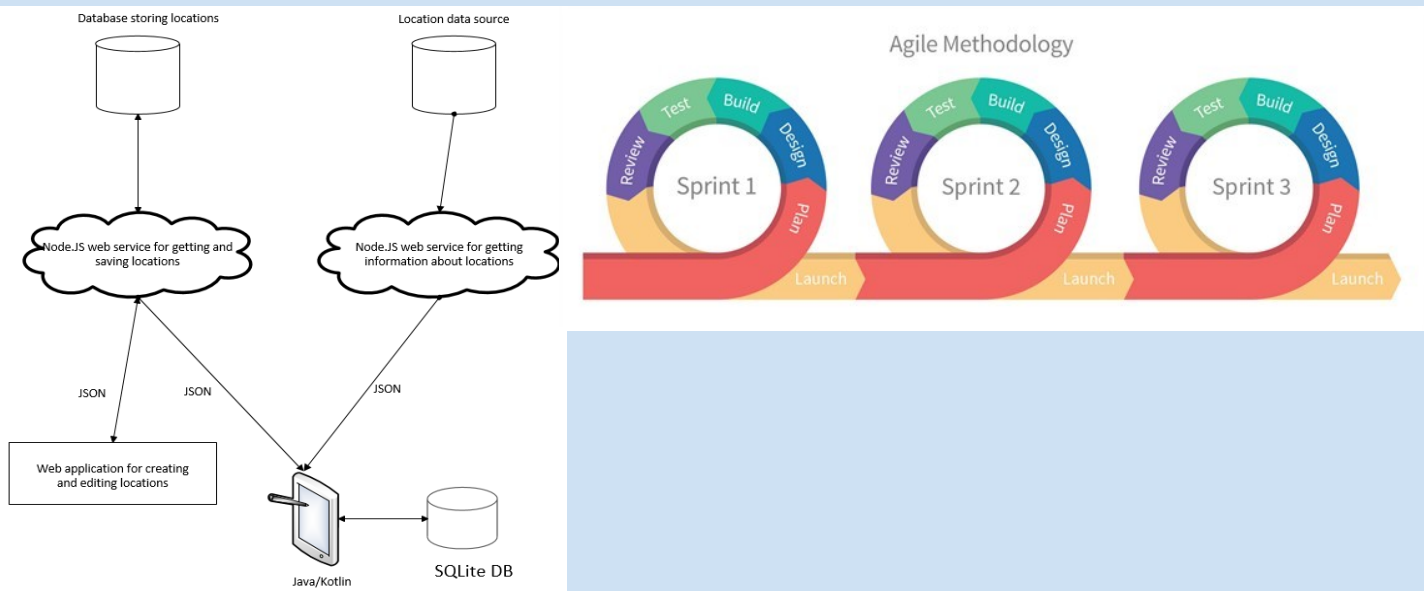 Database storing locations
Location data source
Node.JS web service for getting and
saving locations
Node.JS web service for getting
information about locations
JSON
JSON
JSON
Web application for creating
and editing locations
Java/Kotlin
SQLite DB
Agile Methodology
Review
Test
Build
Design
Plan
Sprint 1
Launch
Review
Test
Build
Design
Plan
Sprint 2
Launch
Review
Test
Build
Design
Plan
Sprint 3
Launch